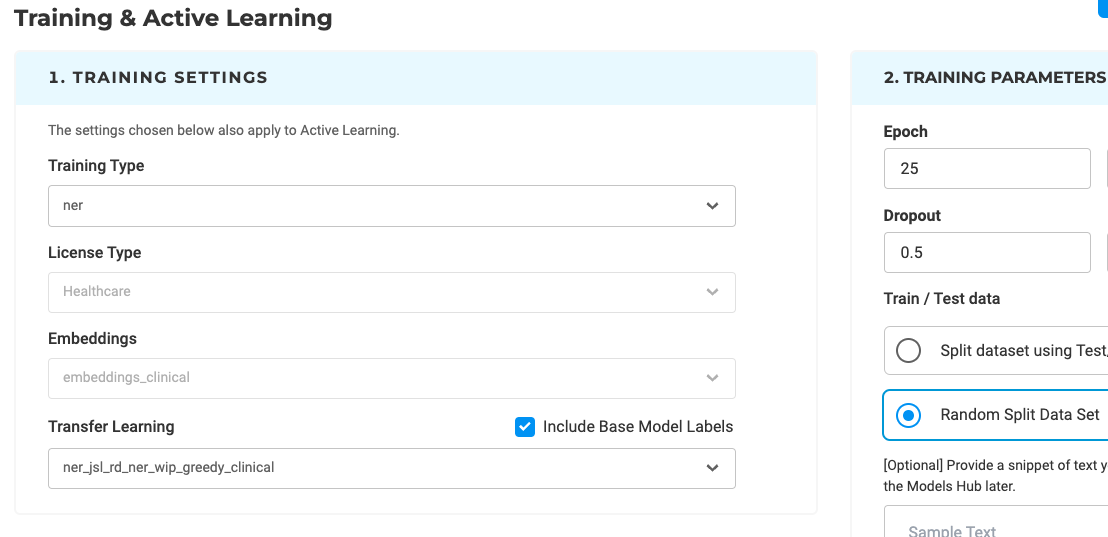 Training & Active Learning
1. TRAINING SETTINGS
The settings chosen below also apply to Active Learning.
Training Type
ner
License Type
Healthcare
Embeddings
embeddings_clinical
Transfer Learning
Include Base Model Labels
ner_jsl_rd_ner_wip_greedy_clinical
2. TRAINING PARAMETERS
Epoch
25
Dropout
0.5
Train / Test data
Split dataset using Test
Random Split Data Set
[Optional] Provide a snippet of text y
the Models Hub later.
Sample Text